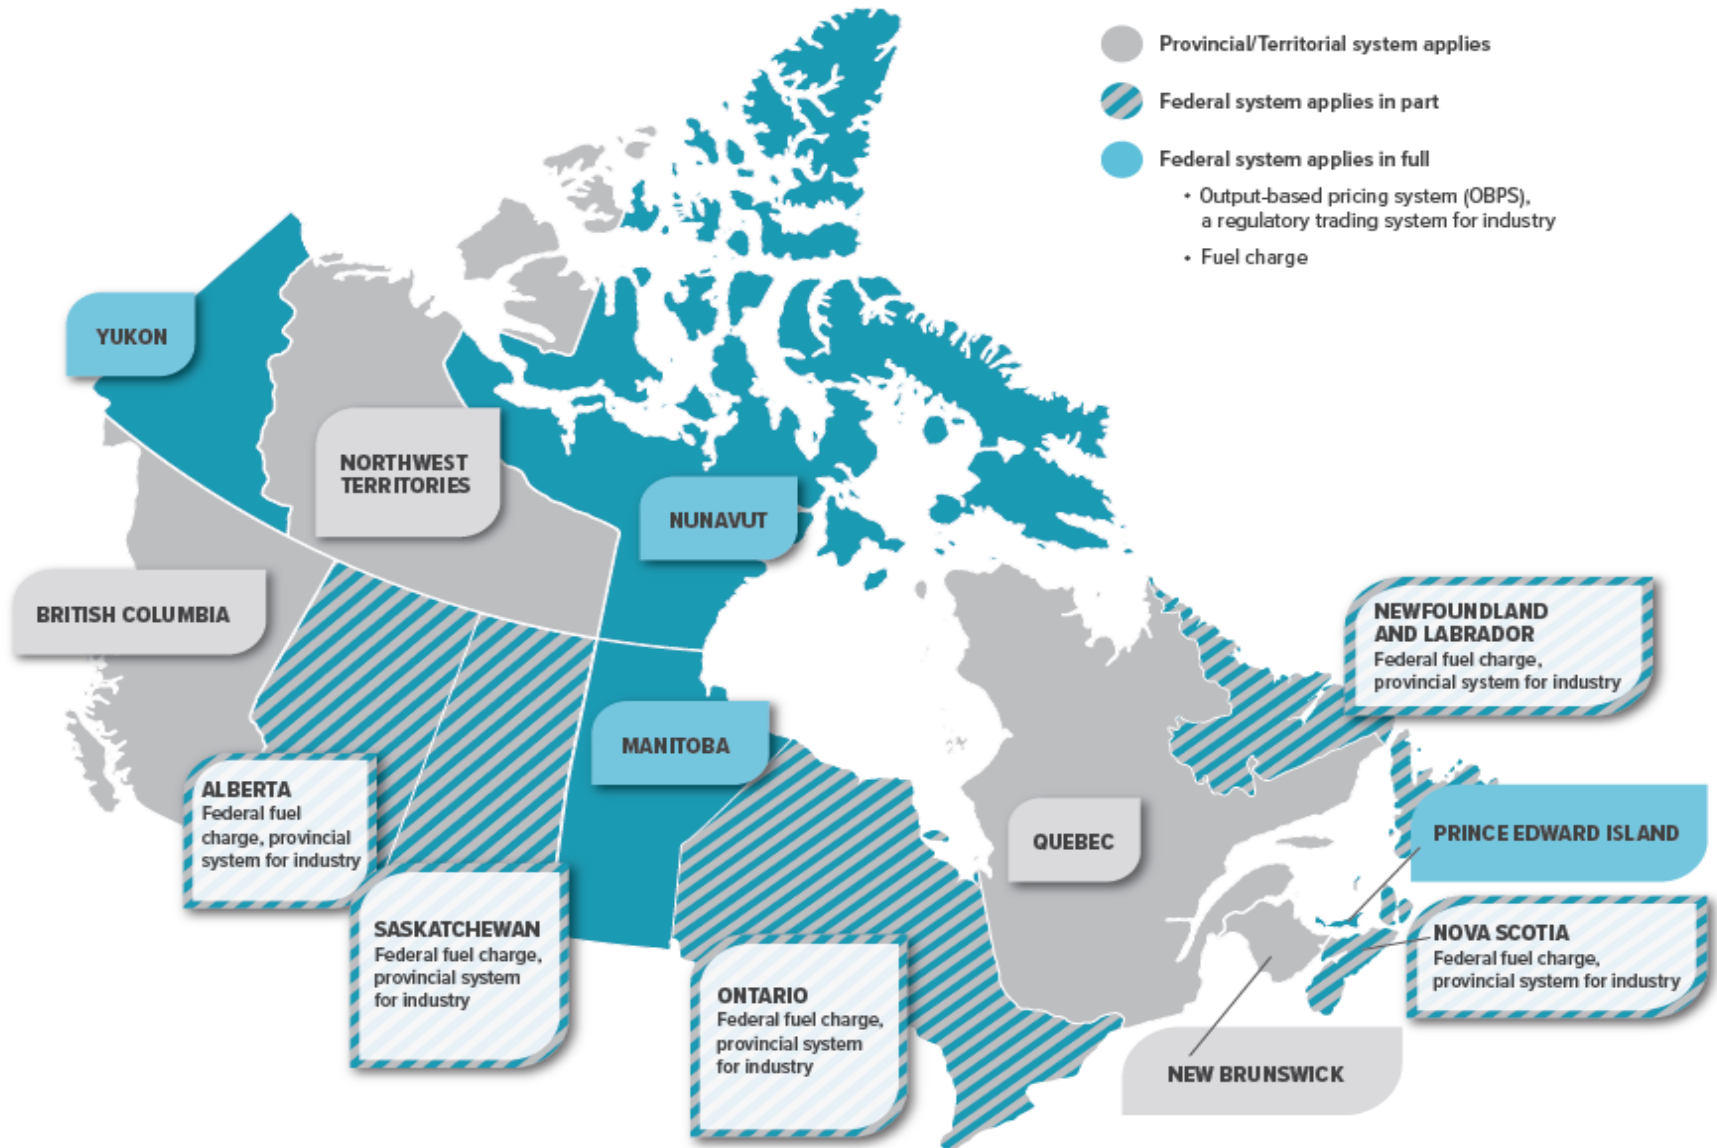 Provincial/Territorial system applies
Federal system applies in part
Federal system applies in full
• Output-based pricing system (OBPS),
a regulatory trading system for industry
• Fuel charge
YUKON
NORTHWEST
TERRITORIES
NUNAVUT
BRITISH COLUMBIA
NEWFOUNDLAND
AND LABRADOR
Federal fuel charge,
provincial system for industry
MANITOBA
ALBERTA
Federal fuel
charge, provincial
system for industry
QUEBEC
PRINCE EDWARD ISLAND
SASKATCHEWAN
Federal fuel charge,
provincial system
for industry
NOVA SCOTIA
Federal fuel charge,
provincial system for industry
ONTARIO
Federal fuel charge,
provincial system
for industry
NEW BRUNSWICK